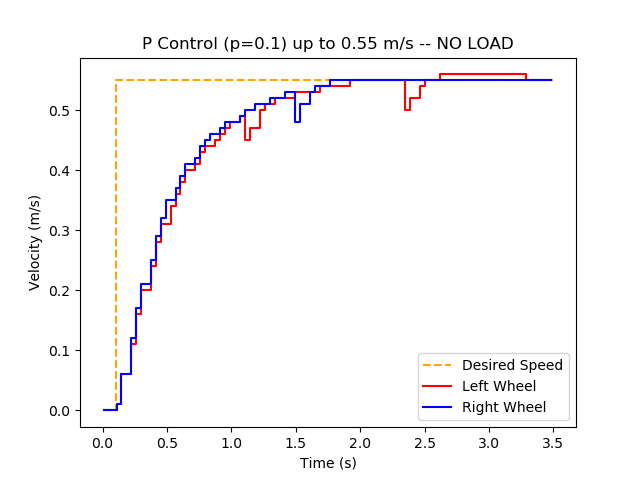 P Control (p=0.1) up to 0.55 m/s -- NO LOAD
Velocity (m/s)
0.5
0.4
0.3
0.2
0.1
0.0
Desired Speed
Left Wheel
Right Wheel
0.0 0.5 1.0 1.5 2.0 2.5 3.0 3.5
Time (s)